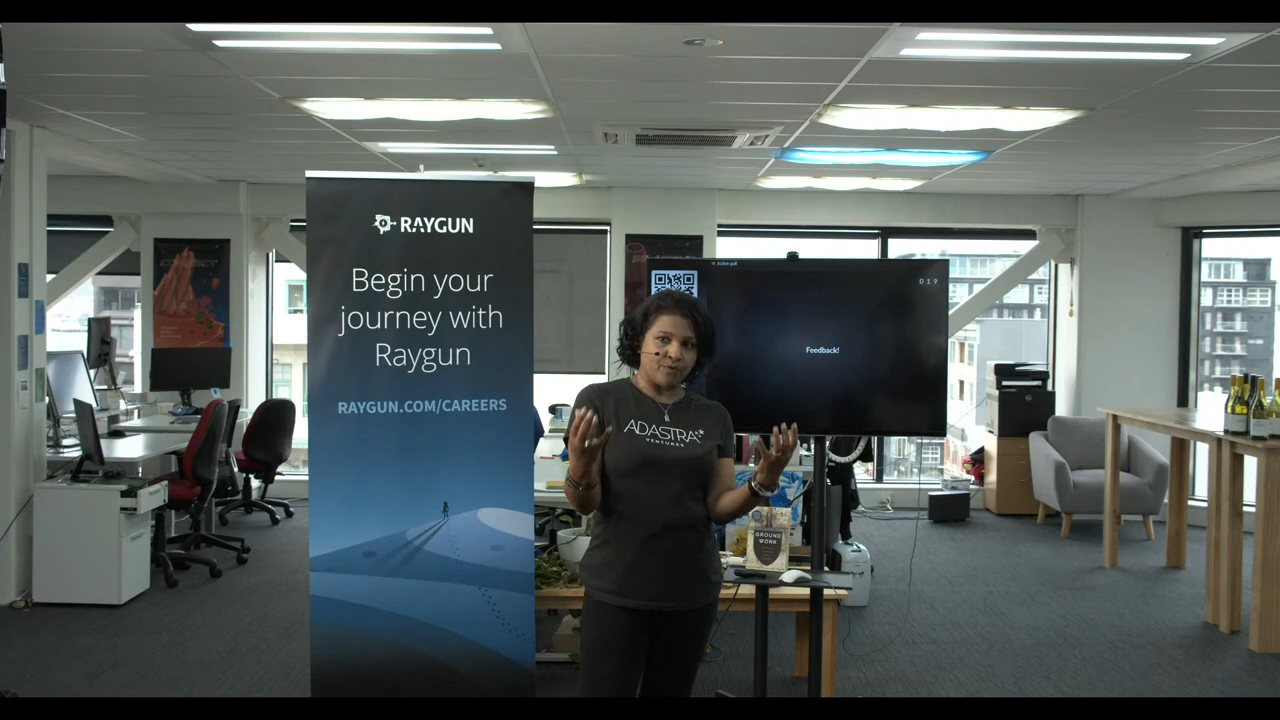 RAYGUN
Begin your
journey with
Raygun
RAYGUN.COM/CAREERS
Active poll
019
Feedback!
ADASTRA
VENTURES
GROUND
WORK